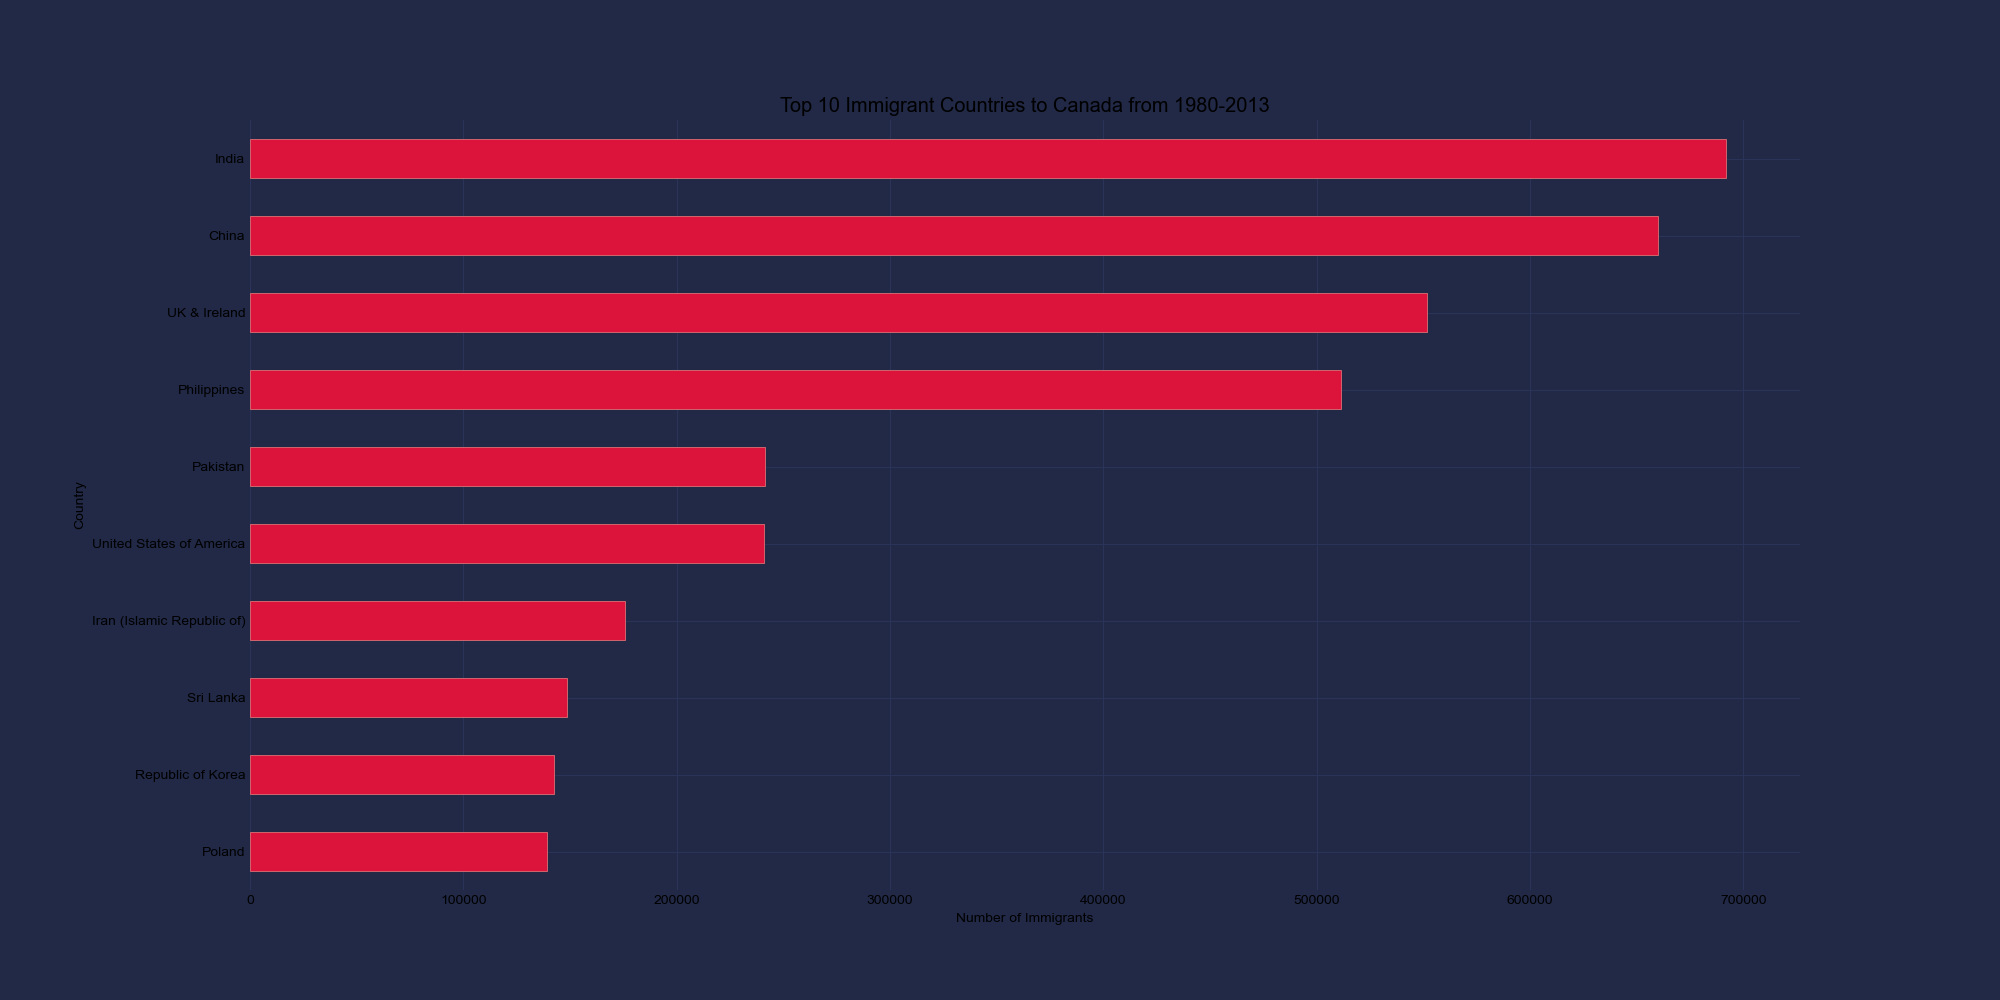 Top 10 Immigrant Countries to Canada from 1980-2013
India
China
UK & Ireland
Philippines
Pakistan
Country
United States of America
Iran (Islamic Republic of)
Sri Lanka
Republic of Korea
Poland
0 100000 200000 300000 400000 500000 600000 700000
Number of Immigrants